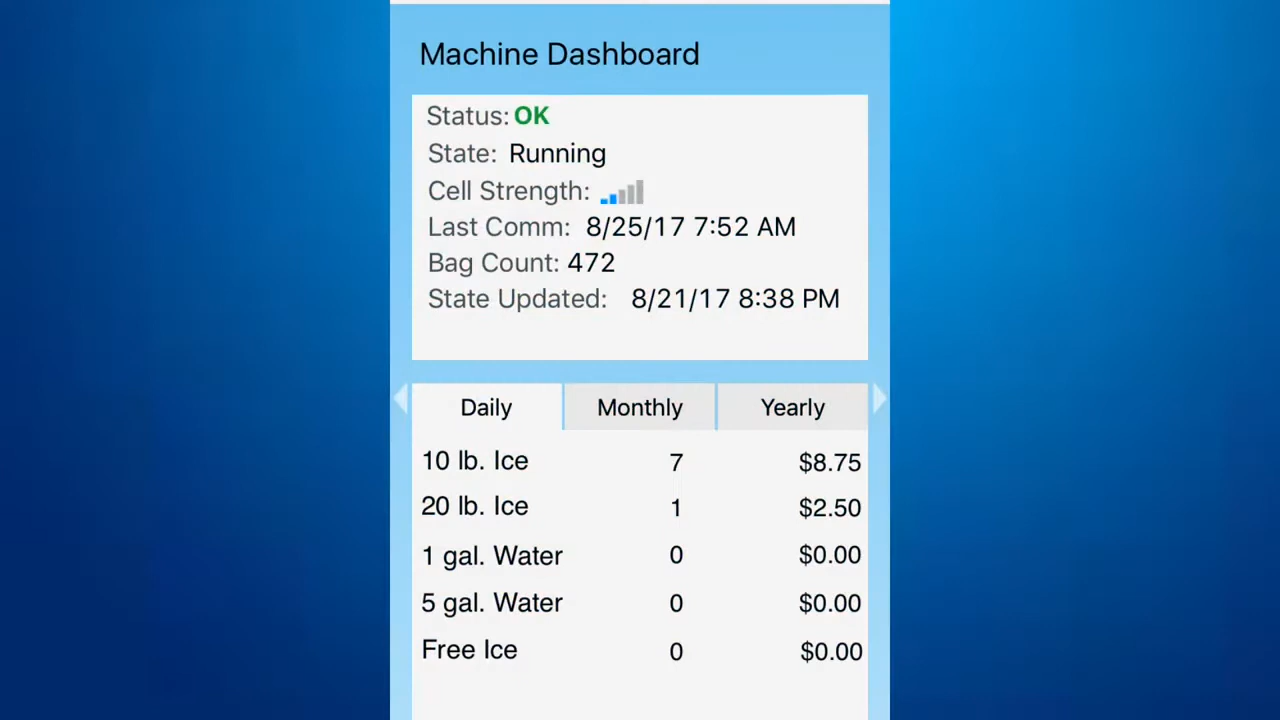 Machine Dashboard
Status: OK
State: Running
Cell Strength:
Last Comm: 8/25/17 7:52 AM
Bag Count: 472
State Updated: 8/21/17 8:38 PM
Daily Monthly Yearly
10 lb. Ice 7 $8.75
20 lb. Ice 1 $2.50
1 gal. Water 0 $0.00
5 gal. Water 0 $0.00
Free Ice 0 $0.00